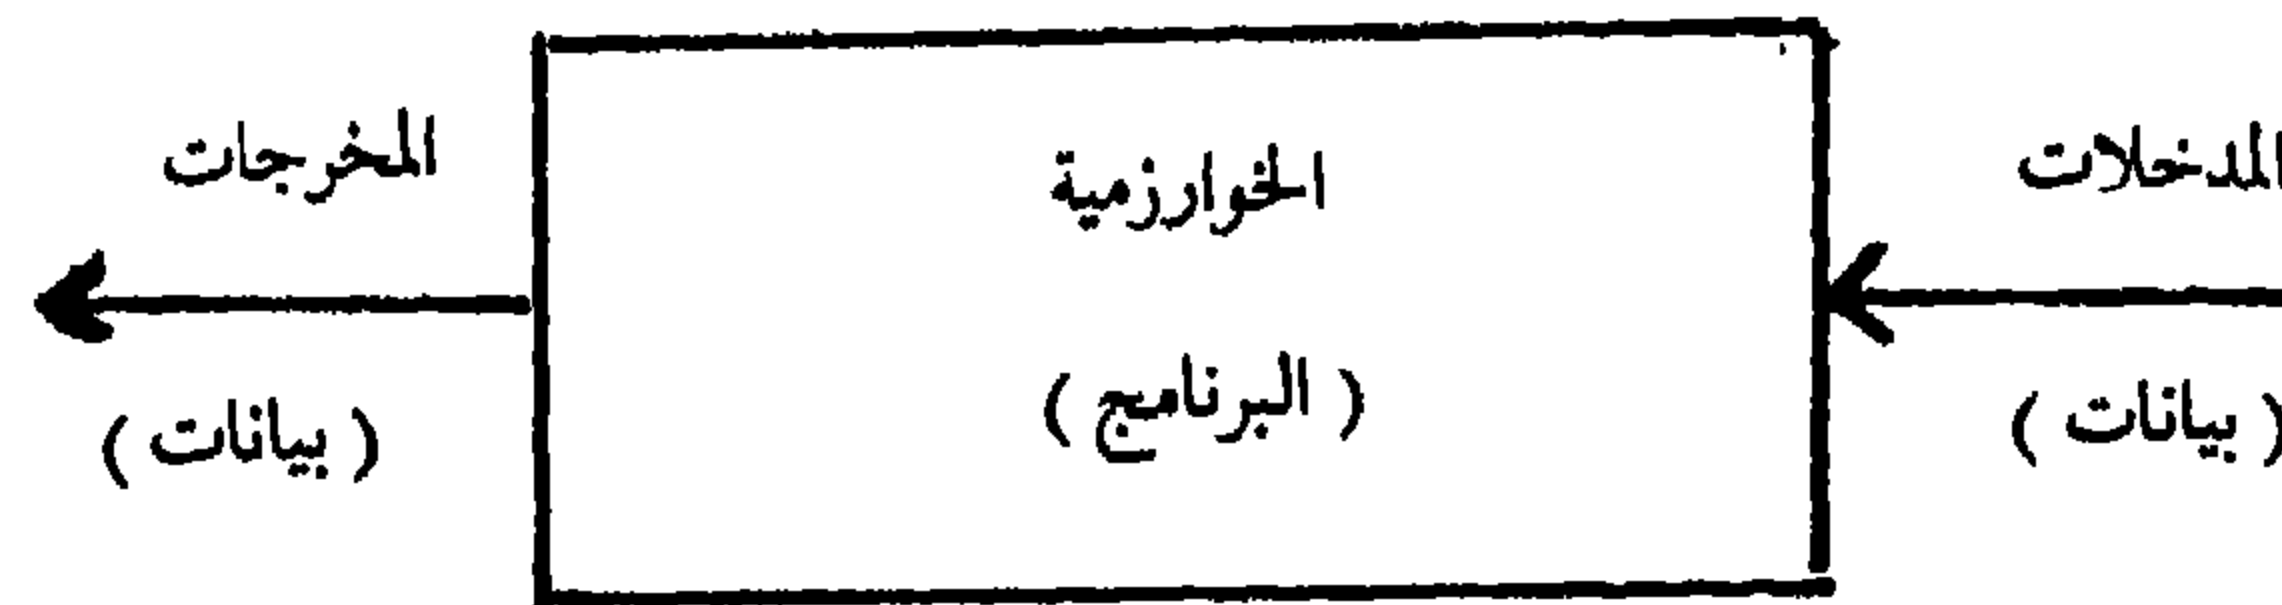 المدخلات
( بيانات )
الخوارزمية
( البرنامج )
المخرجات
( بيانات )